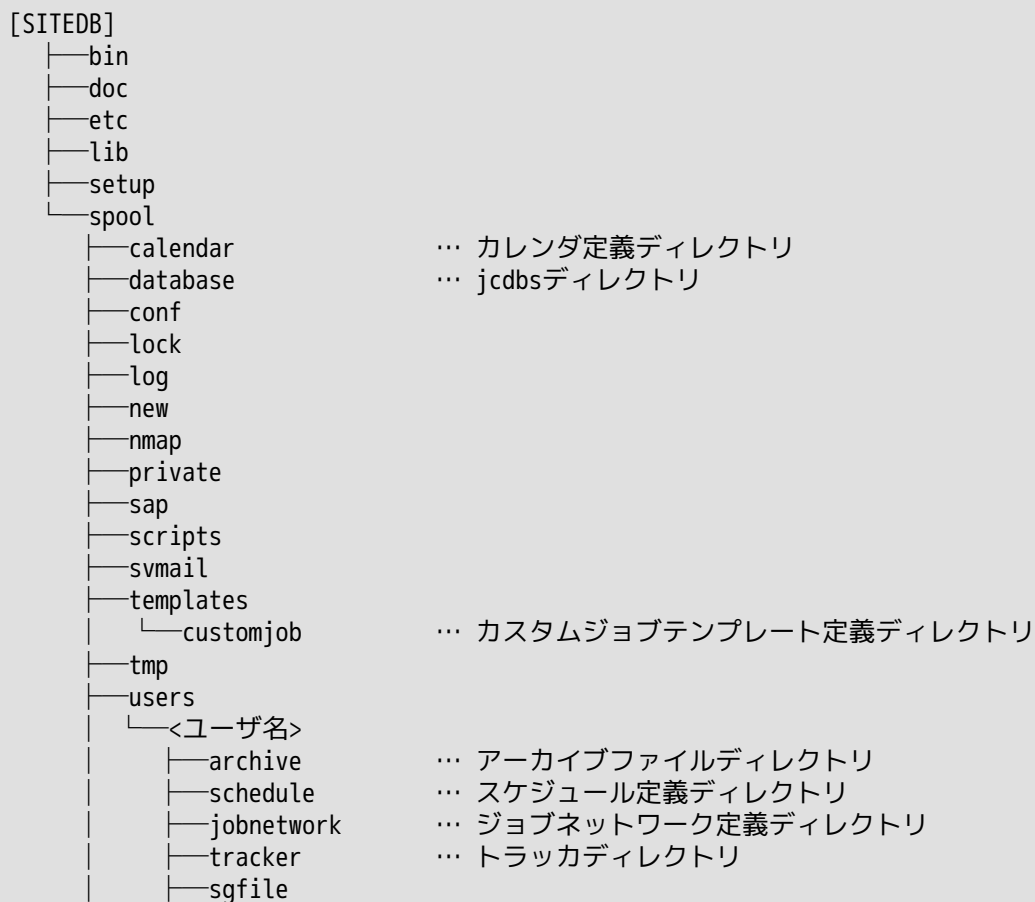 [SITEDB]
├──bin
├──doc
├──etc
├──lib
├──setup
└──spool
├──calendar … カレンダ定義ディレクトリ
├──database … jcdbsディレクトリ
├──conf
├──lock
├──log
├──new
├──nmap
├──private
├──sap
├──scripts
├──svmail
├──templates
│ └──customjob … カスタムジョブテンプレート定義ディレクトリ
├──tmp
├──users
│ └──<ユーザ名>
│ ├──archive … アーカイブファイルディレクトリ
│ ├──schedule … スケジュール定義ディレクトリ
│ ├──jobnetwork … ジョブネットワーク定義ディレクトリ
│ ├──tracker … トラッカディレクトリ
│ ├──sgfile